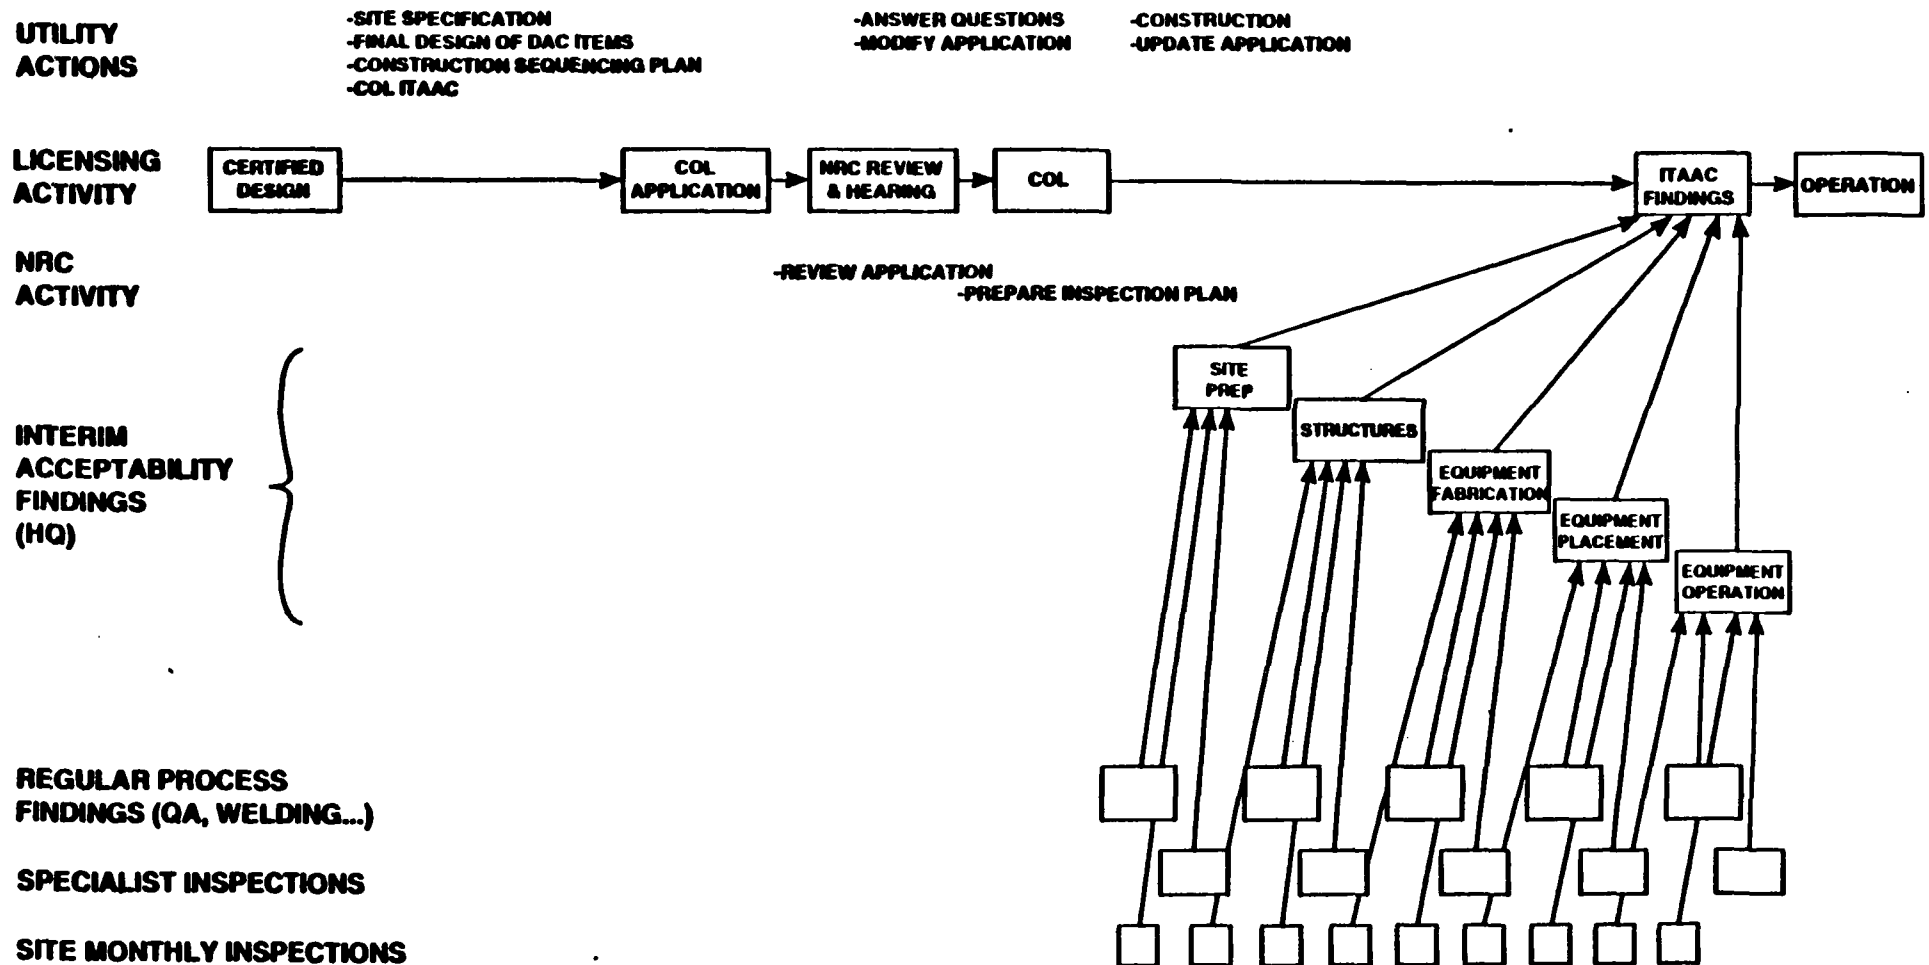 UTILITY
ACTIONS
-SITE SPECIFICATION
-FINAL DESIGN OF DAC ITEMS
-CONSTRUCTION SEQUENCING PLAN
-COL ITAAC
-ANSWER QUESTIONS
-MODIFY APPLICATION
-CONSTRUCTION
-UPDATE APPLICATION
LICENSING
ACTIVITY
CERTIFIED
DESIGN
COL
APPLICATION
NRC REVIEW
& HEARING
COL
ITAAC
FINDINGS
OPERATION
NRC
ACTIVITY
-REVIEW APPLICATION
-PREPARE INSPECTION PLAN
INTERIM
ACCEPTABILITY
FINDINGS
(HQ)
SITE
PREP
STRUCTURES
EQUIPMENT
FABRICATION
EQUIPMENT
PLACEMENT
EQUIPMENT
OPERATION
REGULAR PROCESS
FINDINGS (QA, WELDING...)
SPECIALIST INSPECTIONS
SITE MONTHLY INSPECTIONS